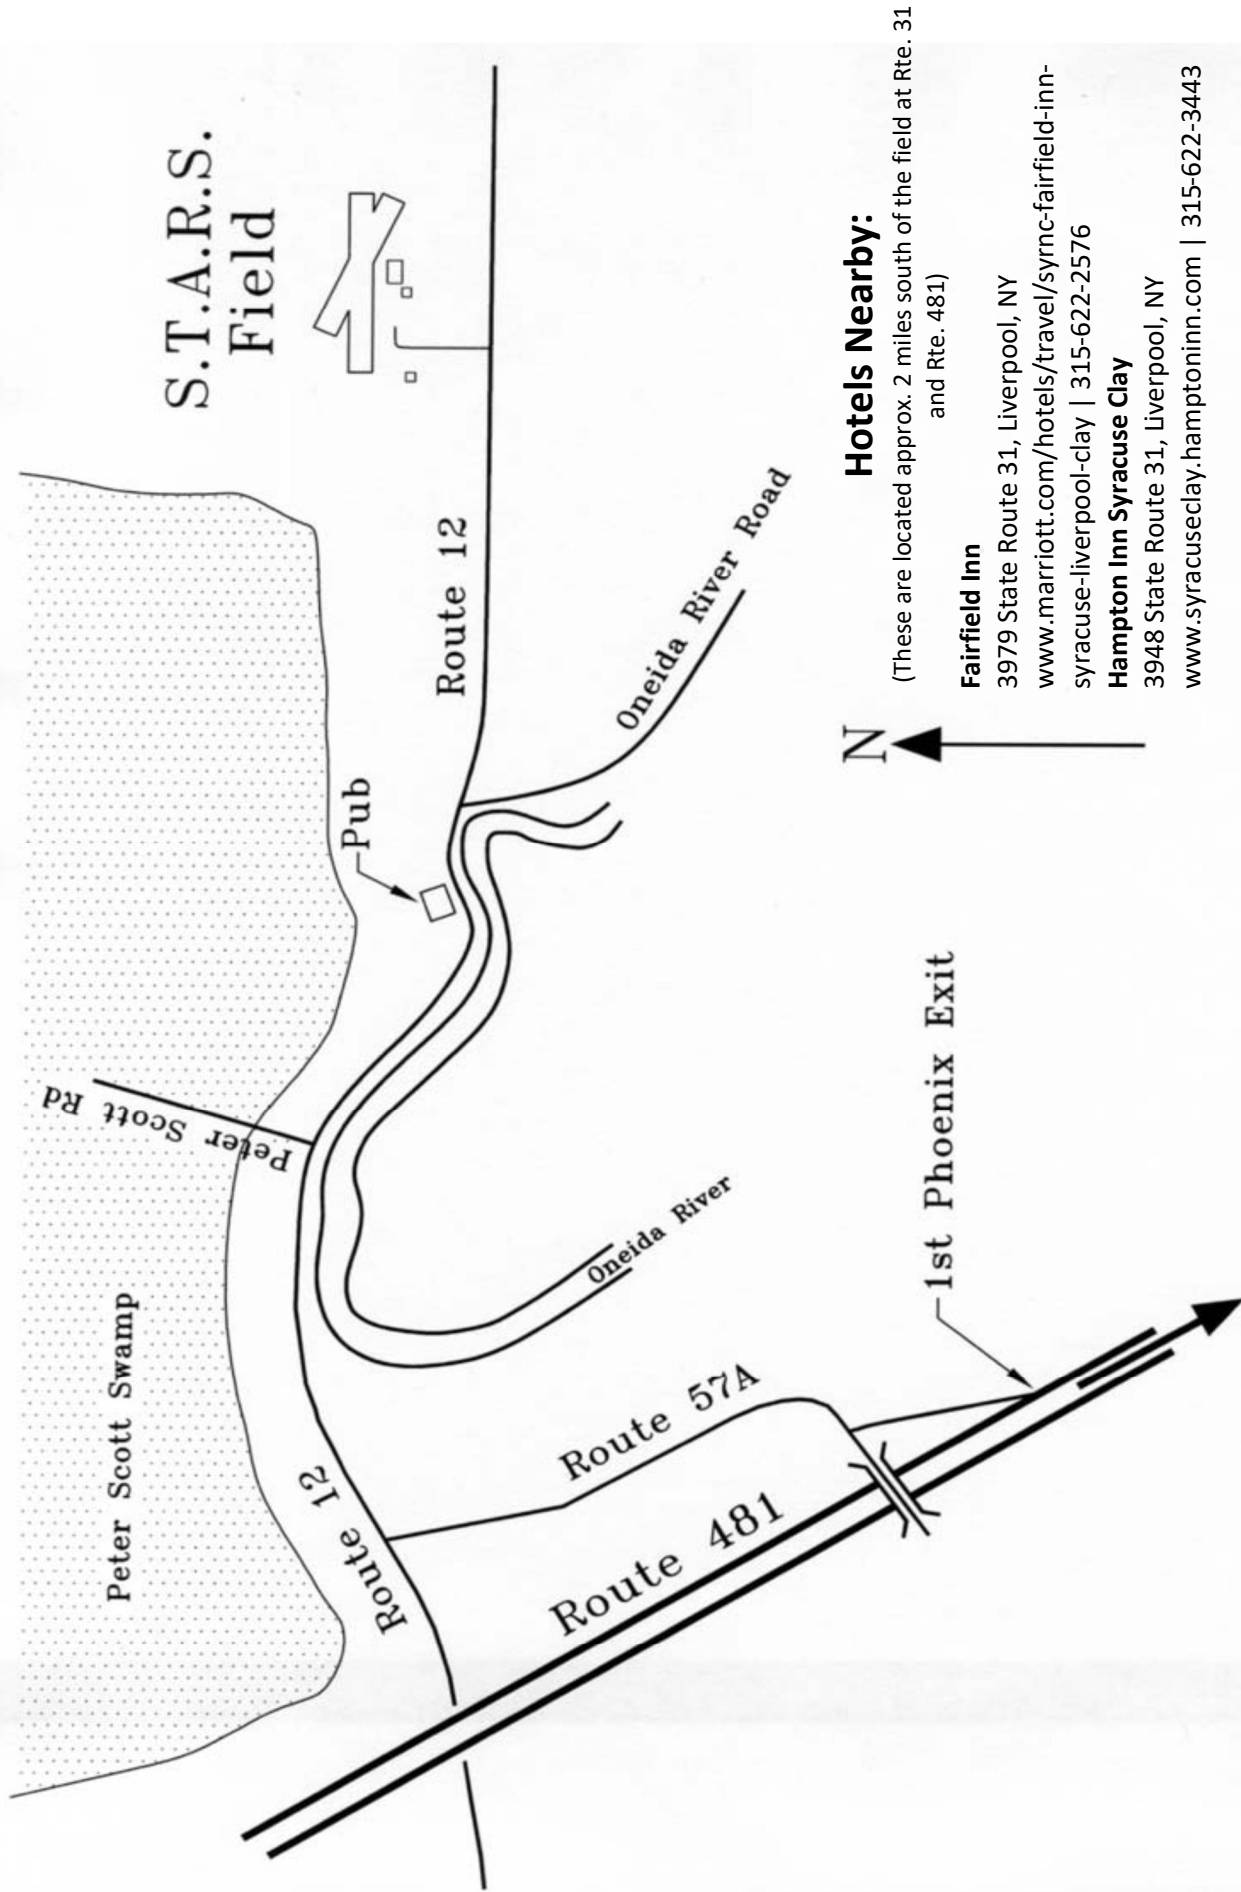 S.T.A.R.S.
Field
Peter Scott Swamp
Peter Scott Rd
Pub
Route 12
Route 12
Oneida River Road
Oneida River
Route 57A
Route 481
1st Phoenix Exit
N
Hotels Nearby:
(These are located approx. 2 miles south of the field at Rte. 31
and Rte. 481)
Fairfield Inn
3979 State Route 31, Liverpool, NY
www.marriott.com/hotels/travel/syrnc-fairfield-inn-
syracuse-liverpool-clay | 315-622-2576
Hampton Inn Syracuse Clay
3948 State Route 31, Liverpool, NY
www.syracuseclay.hamptoninn.com | 315-622-3443